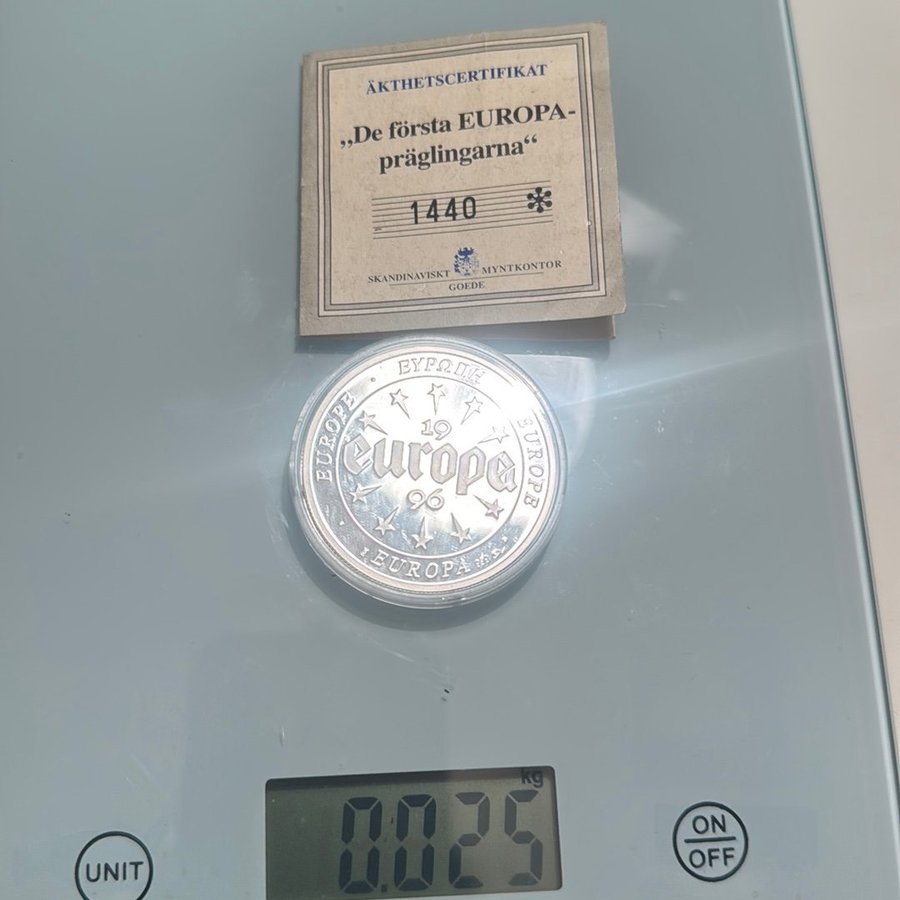 ÄKTHETSCERTIFIKAT
„De första EUROPA-
präglingarna“
1440
SKANDINAVISKT MYNTKONTOR
GOEDE
ΕΥΡΩΠΗ
EUROPE
EUROPE
19
europa
96
EUROPA
kg
0.025
UNIT
ON
OFF